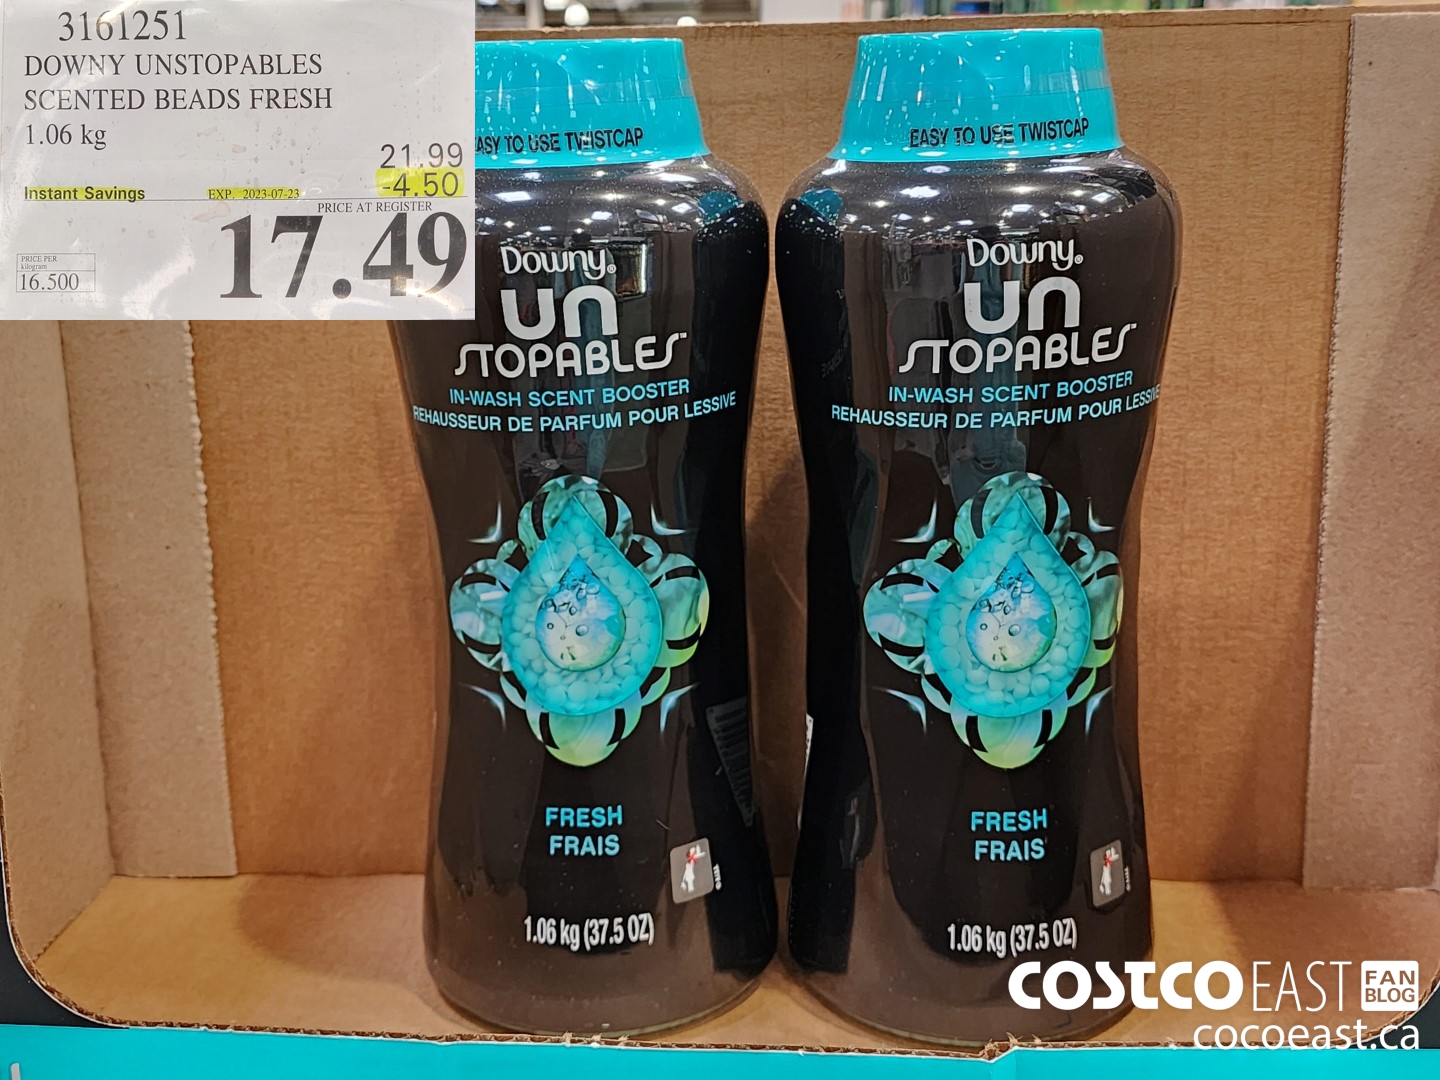 3161251
DOWNY UNSTOPABLES
SCENTED BEADS FRESH
1.06 kg
21.99
Instant Savings EXP. 2023-07-23 -4.50
PRICE AT REGISTER
17.49
PRICE PER
kilogram
16.500
ASY TO USE TWISTCAP
Downy®
un
STOPABLES™
IN-WASH SCENT BOOSTER
REHAUSSEUR DE PARFUM POUR LESSIVE
FRESH
FRAIS
1.06 kg (37.5 OZ)
EASY TO USE TWISTCAP
Downy®
un
STOPABLES™
IN-WASH SCENT BOOSTER
REHAUSSEUR DE PARFUM POUR LESSIVE
FRESH
FRAIS
1.06 kg (37.5 OZ)
COSTCO EAST FAN BLOG
cocoeast.ca